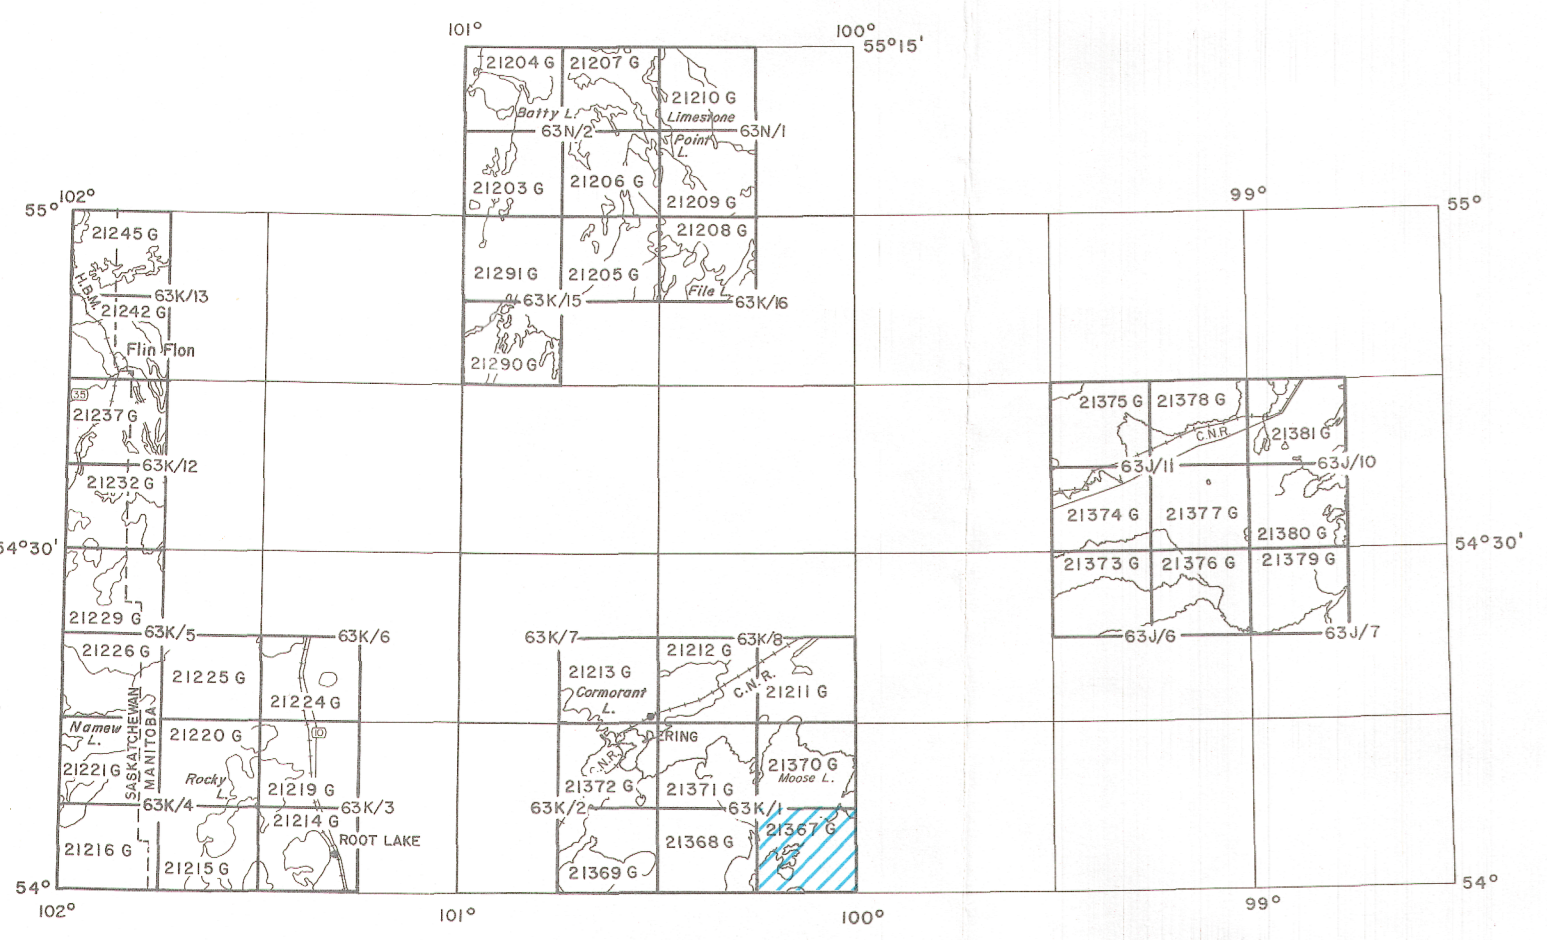 101°
100°
55°15'
21204 G
21207 G
21210 G
Batty L.
Limestone
63N/2
63N/1
Point
L.
21203 G
21206 G
21209 G
21208 G
21291 G
21205 G
File L.
63K/15
63K/16
21290 G
55°
102°
21245 G
H.B.M.
63K/13
21242 G
Flin Flon
35
21237 G
63K/12
21232 G
54°30'
21229 G
63K/5
63K/6
21226 G
21225 G
21224 G
SASKATCHEWAN
MANITOBA
Namew
L.
21220 G
10
21221 G
Rocky
L.
21219 G
63K/4
63K/3
21214 G
ROOT LAKE
21216 G
21215 G
54°
102°
101°
63K/7
63K/8
21213 G
21212 G
C.N.R.
21211 G
Cormorant
L.
DERING
C.N.R.
21370 G
Moose L.
21372 G
21371 G
63K/2
63K/1
21367 G
21368 G
21369 G
100°
99°
55°
21375 G
21378 G
C.N.R.
21381 G
63J/11
63J/10
21374 G
21377 G
21380 G
54°30'
21373 G
21376 G
21379 G
63J/6
63J/7
54°
99°